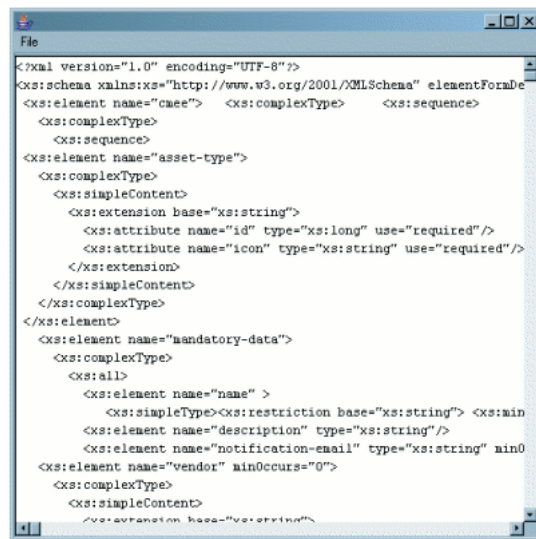 File
<?xml version="1.0" encoding="UTF-8"?>
<xs:schema xmlns:xs="http://www.w3.org/2001/XMLSchema" elementFormDe
<xs:element name="cmee">   <xs:complexType>     <xs:sequence>
<xs:complexType>
<xs:sequence>
<xs:element name="asset-type">
<xs:complexType>
<xs:simpleContent>
<xs:extension base="xs:string">
<xs:attribute name="id" type="xs:long" use="required"/>
<xs:attribute name="icon" type="xs:string" use="required"/>
</xs:extension>
</xs:simpleContent>
</xs:complexType>
</xs:element>
<xs:element name="mandatory-data">
<xs:complexType>
<xs:all>
<xs:element name="name" >
<xs:simpleType><xs:restriction base="xs:string"> <xs:min
<xs:element name="description" type="xs:string"/>
<xs:element name="notification-email" type="xs:string" minO
<xs:element name="vendor" minOccurs="0">
<xs:complexType>
<xs:simpleContent>
<xs:extension base="xs:string">